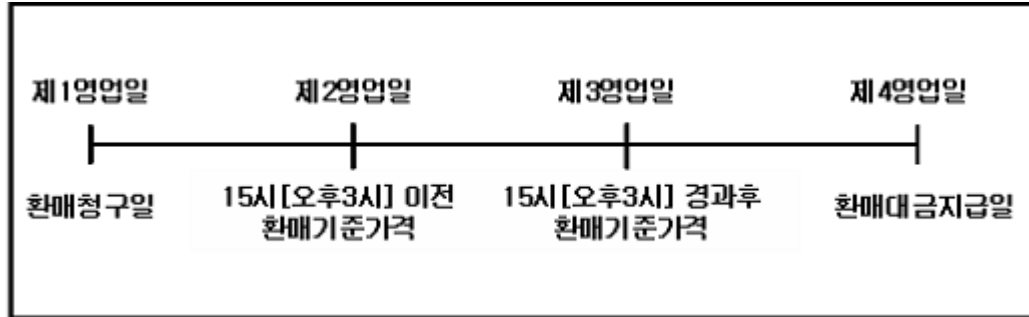 제1영업일 제2영업일 제3영업일 제4영업일
환매청구일 15시[오후3시] 이전 15시[오후3시] 경과후 환매대금지급일
환매기준가격 환매기준가격